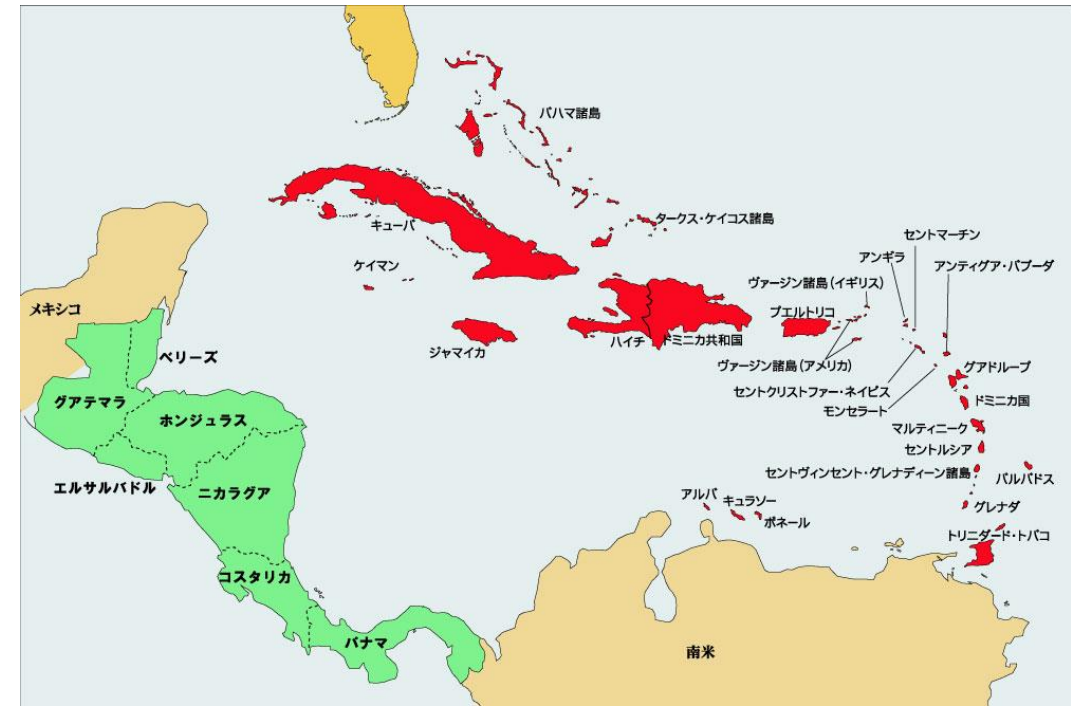 バハマ諸島
タークス・ケイコス諸島
キューバ
セントマーチン
アンギラ
アンティグア・バブーダ
ケイマン
ヴァージン諸島(イギリス)
メキシコ
プエルトリコ
ハイチ
ドミニカ共和国
ジャマイカ
ベリーズ
ヴァージン諸島(アメリカ)
グアドループ
セントクリストファー・ネイビス
グアテマラ
ドミニカ国
モンセラート
ホンジュラス
マルティニーク
セントルシア
セントヴィンセント・グレナディーン諸島
バルバドス
エルサルバドル
ニカラグア
アルバ
キュラソー
ボネール
グレナダ
トリニダード・トバコ
コスタリカ
パナマ
南米